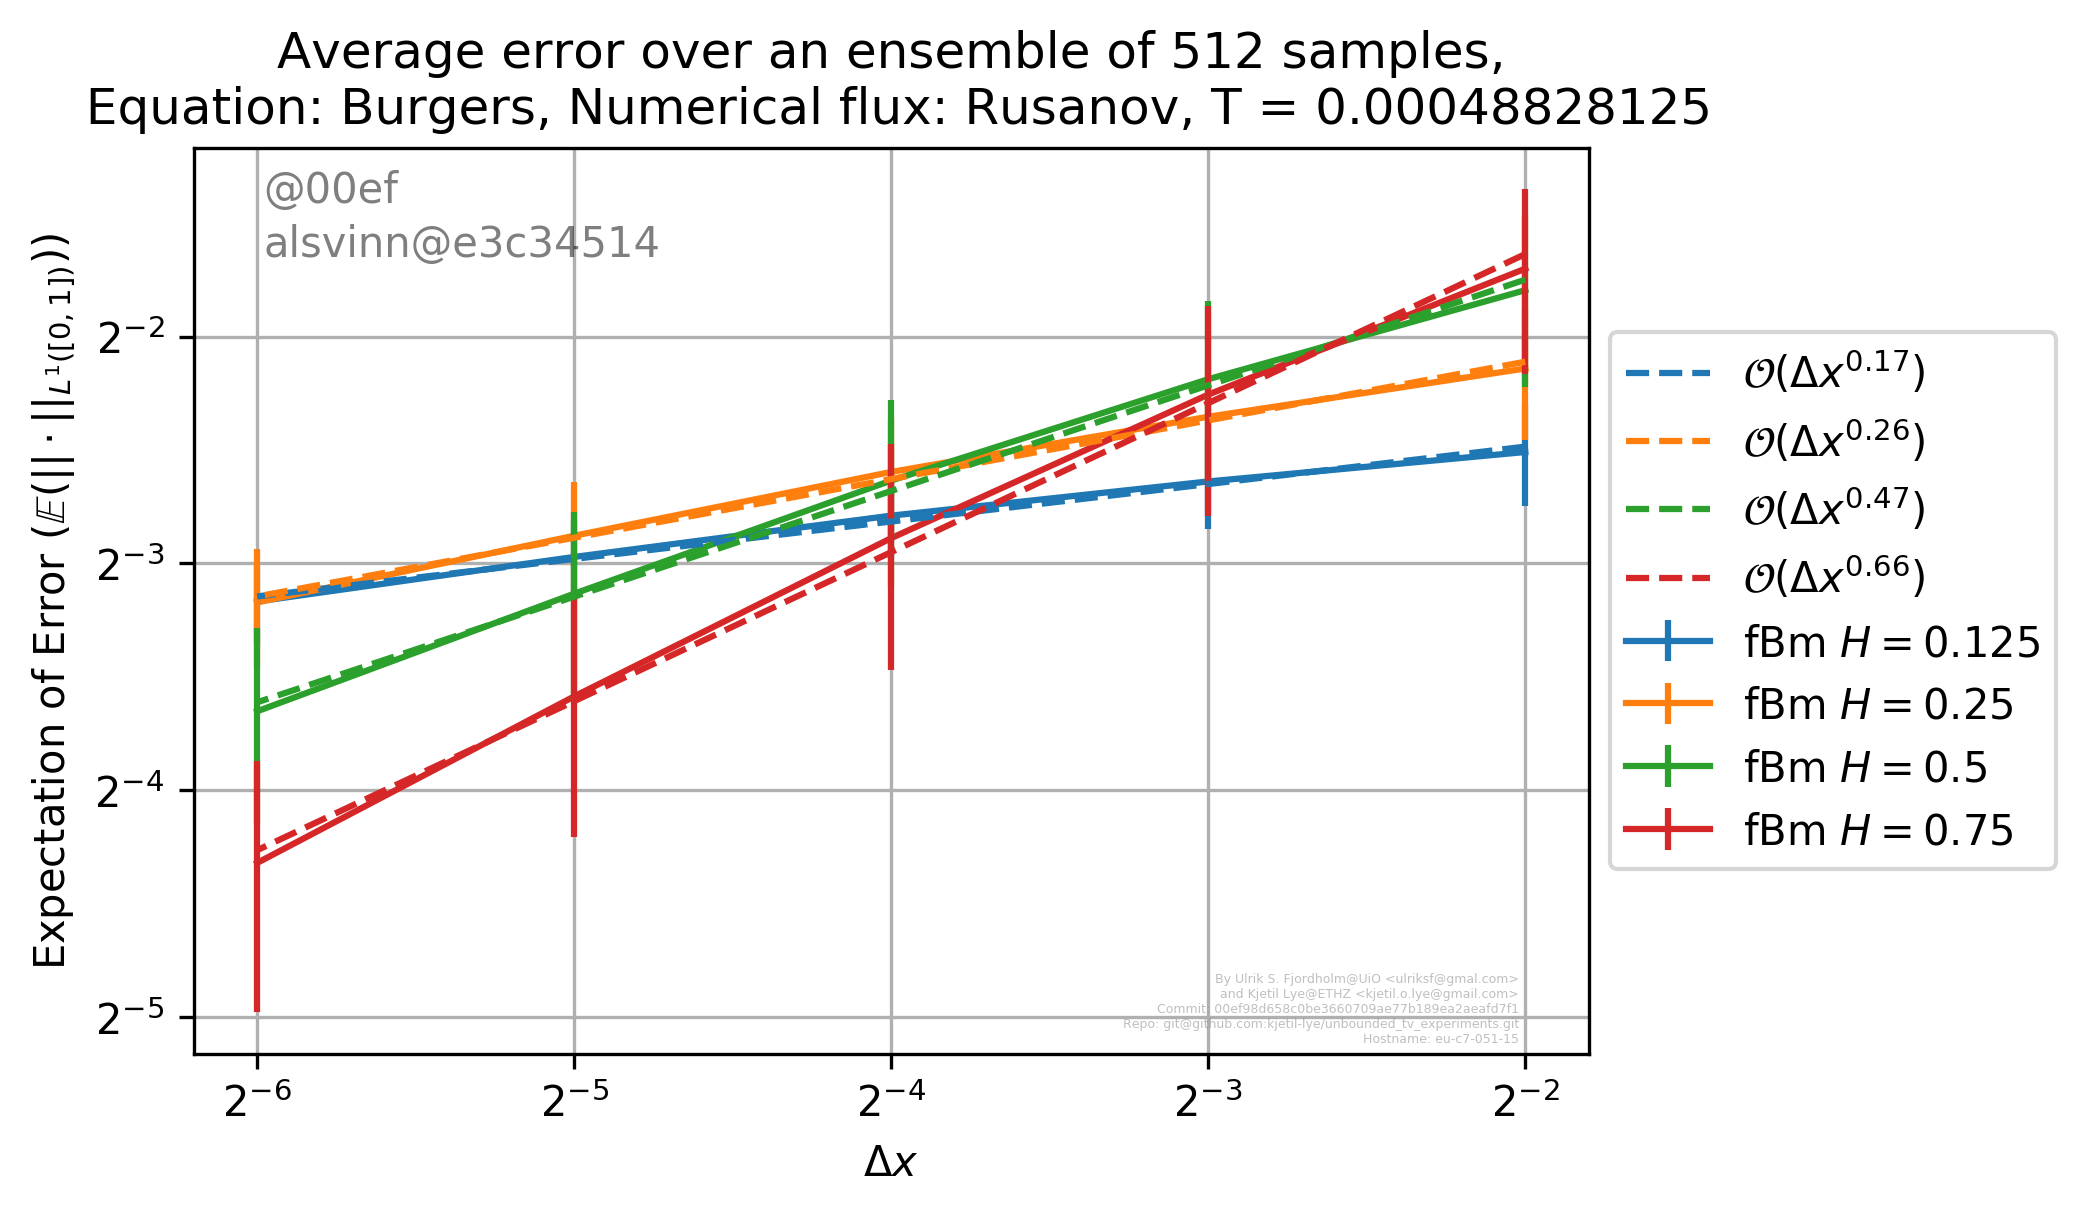 Average error over an ensemble of 512 samples,
Equation: Burgers, Numerical flux: Rusanov, T = 0.00048828125
@00ef
alsvinn@e3c34514
Expectation of Error (𝔼(||·||_{L^1([0,1])}))
2^{-2}
2^{-3}
2^{-4}
2^{-5}
2^{-6}
2^{-5}
2^{-4}
2^{-3}
2^{-2}
Δx
𝒪(Δx^{0.17})
𝒪(Δx^{0.26})
𝒪(Δx^{0.47})
𝒪(Δx^{0.66})
fBm H = 0.125
fBm H = 0.25
fBm H = 0.5
fBm H = 0.75
By Ulrik S. Fjordholm@UiO <ulriksf@gmal.com>
and Kjetil Lye@ETHZ <kjetil.o.lye@gmail.com>
Commit: 00ef98d658c0be3660709ae77b189ea2aeafd7f1
Repo: git@github.com:kjetil-lye/unbounded_tv_experiments.git
Hostname: eu-c7-051-15